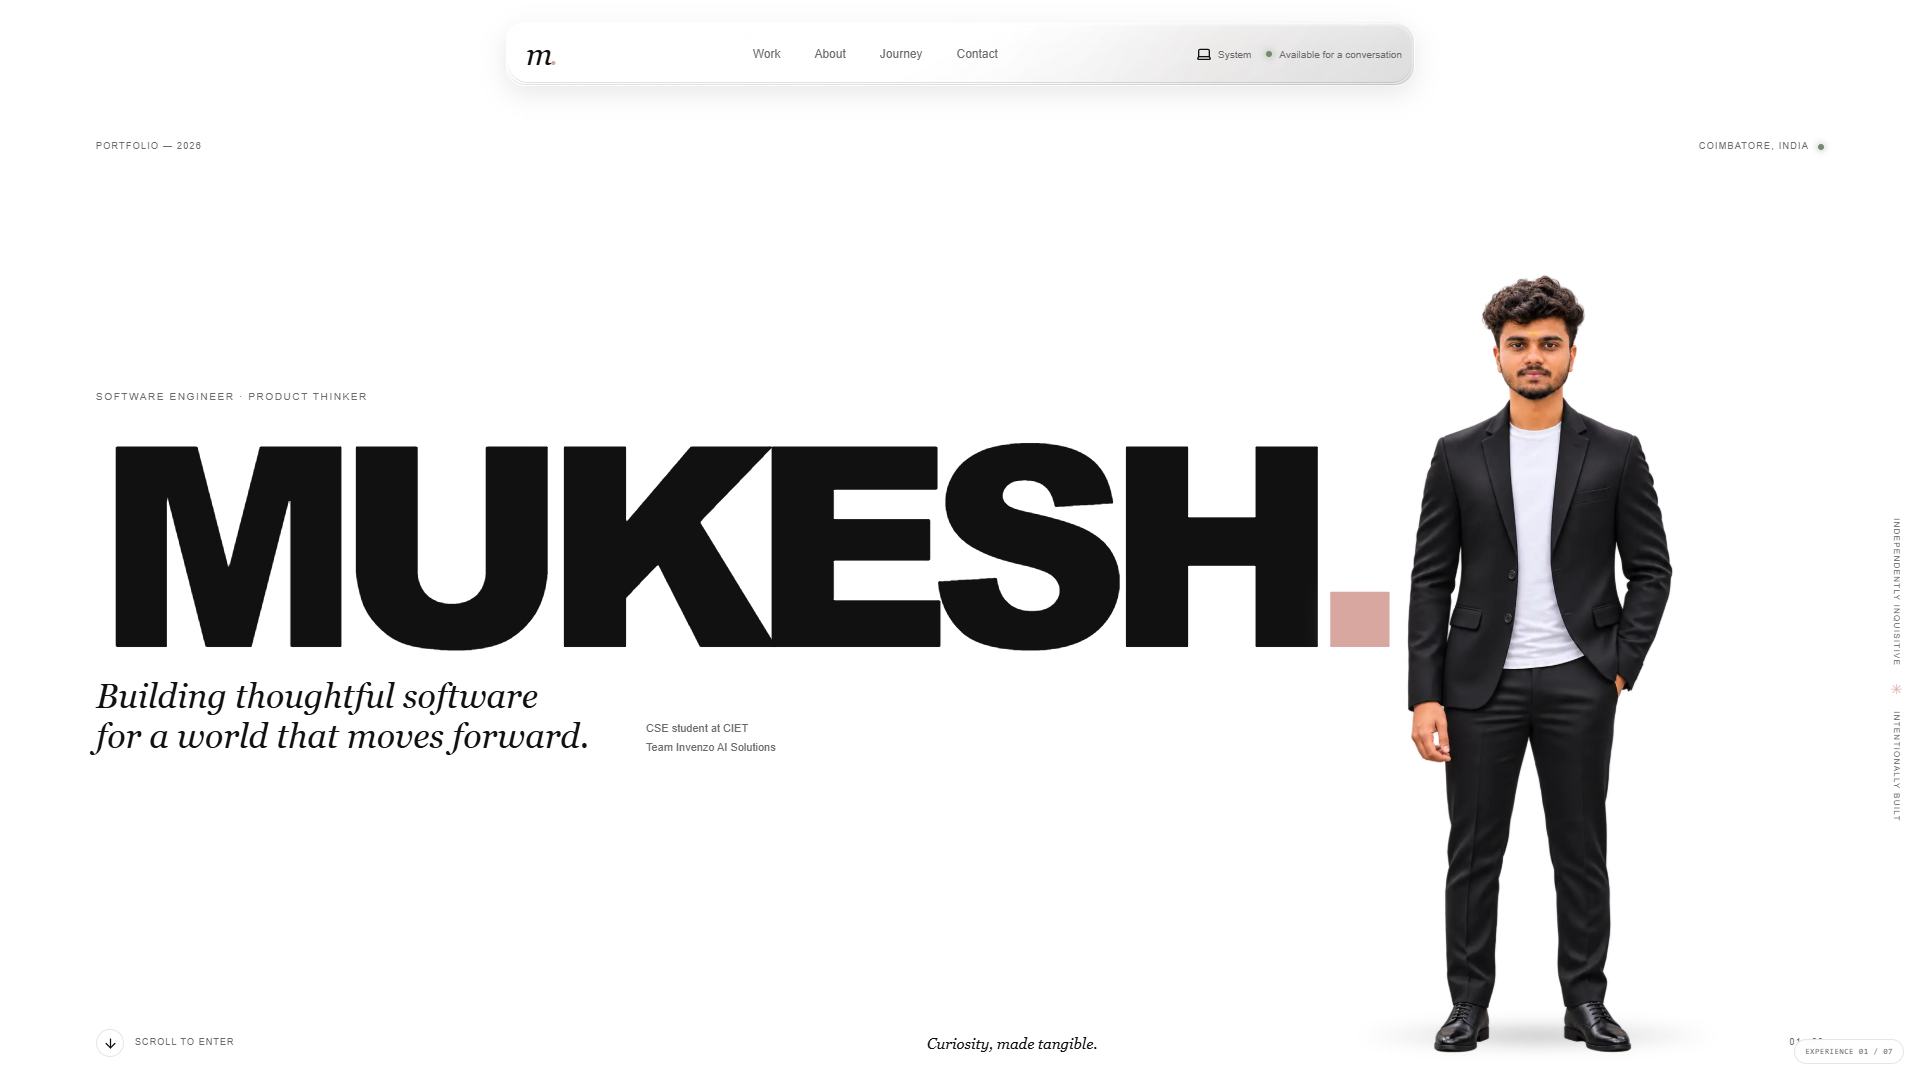 m.
Work
About
Journey
Contact
System
Available for a conversation
PORTFOLIO — 2026
COIMBATORE, INDIA
SOFTWARE ENGINEER · PRODUCT THINKER
MUKESH.
Building thoughtful software
for a world that moves forward.
CSE student at CIET
Team Invenzo AI Solutions
INDEPENDENTLY INQUISITIVE
INTENTIONALLY BUILT
SCROLL TO ENTER
Curiosity, made tangible.
EXPERIENCE 01 / 07